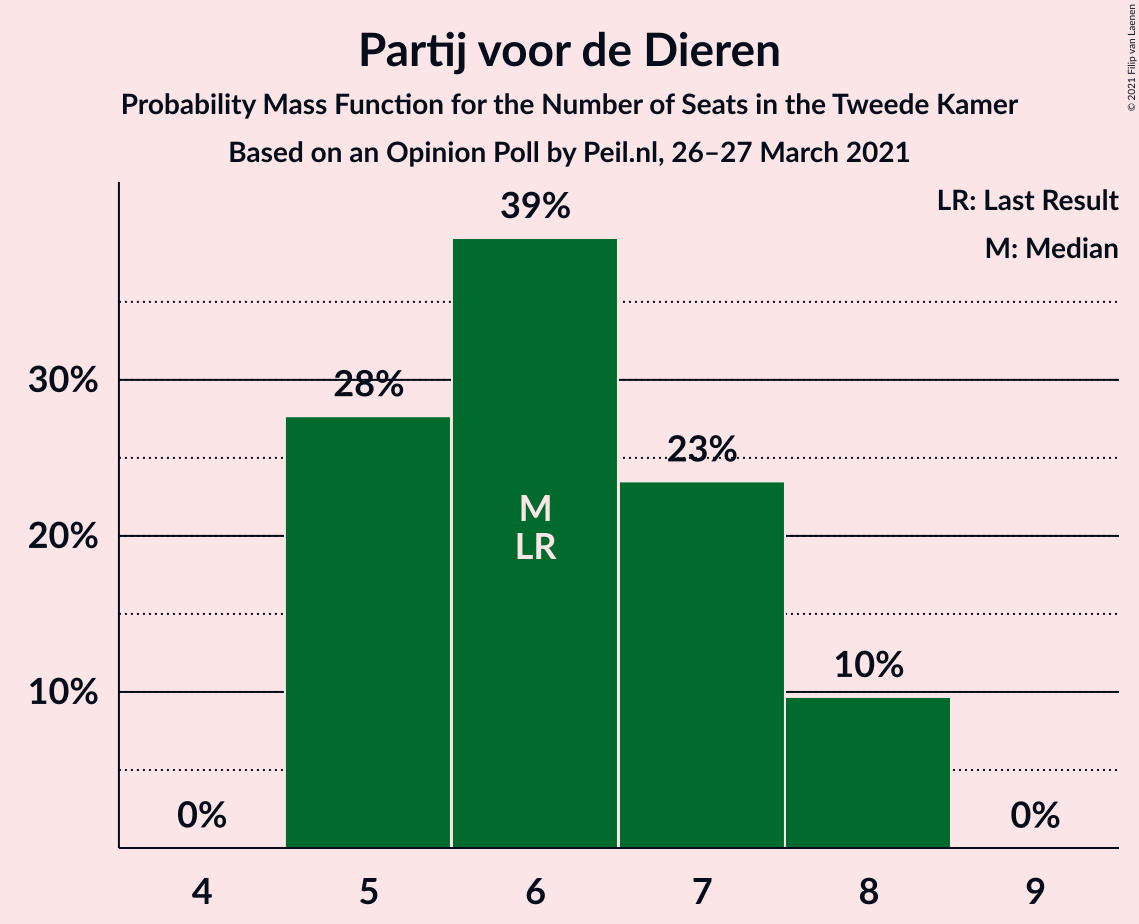 Partij voor de Dieren
Probability Mass Function for the Number of Seats in the Tweede Kamer
Based on an Opinion Poll by Peil.nl, 26–27 March 2021
© 2021 Filip van Laenen
LR: Last Result
M: Median
39%
30%
28%
23%
M
LR
20%
10%
10%
0%
0%
4 5 6 7 8 9